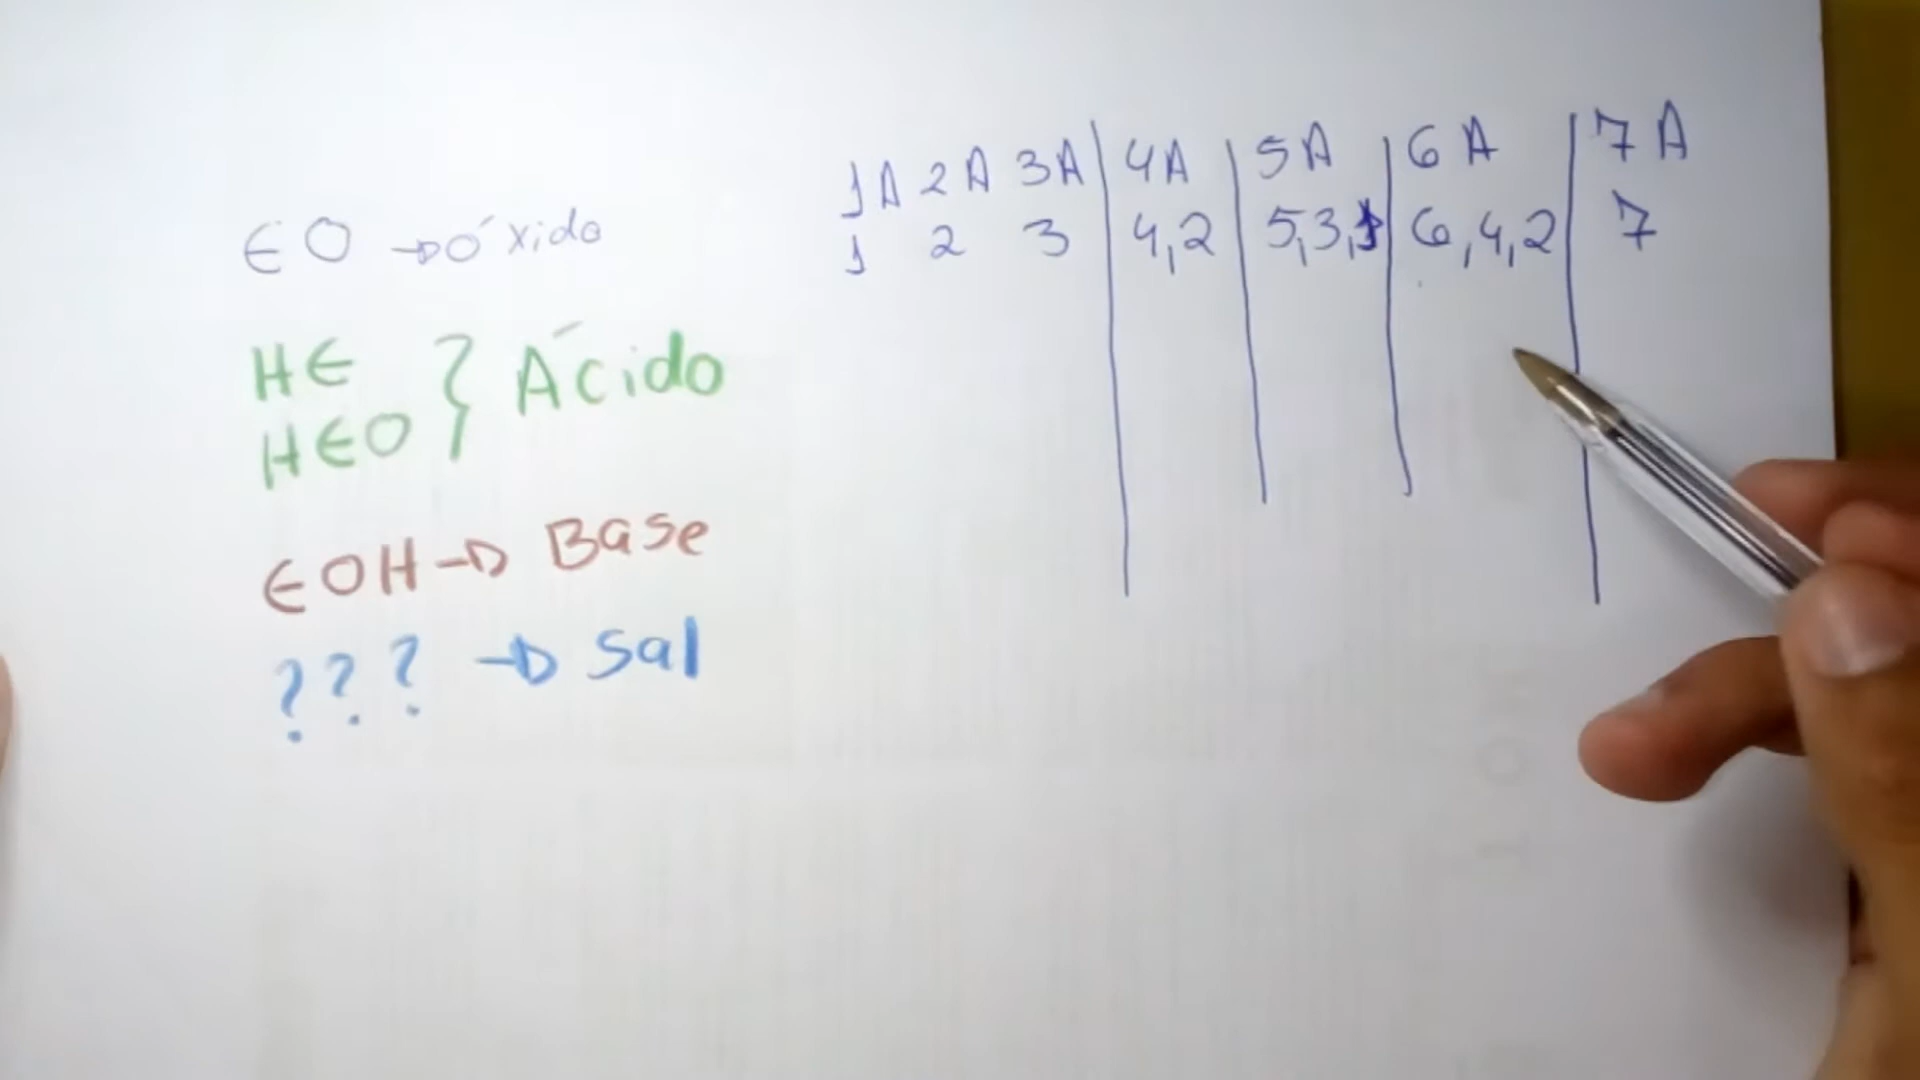 EO → óxido
HE
HEO } Ácido
EOH → Base
??? → Sal
1A 2A 3A | 4A | 5A | 6A | 7A
1 2 3 | 4,2 | 5,3,1 | 6,4,2 | 7